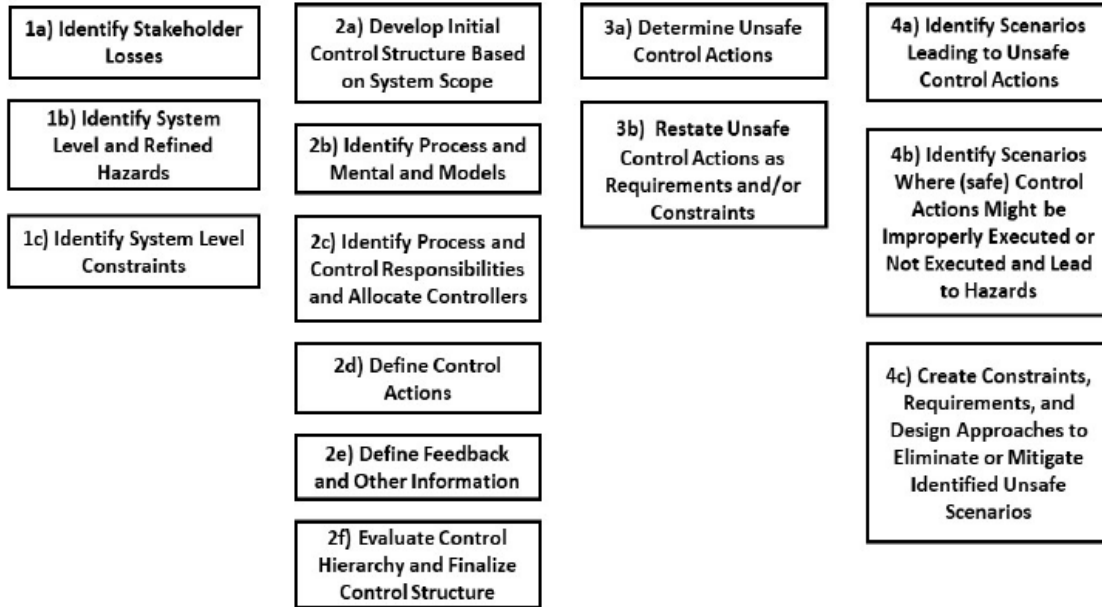 1a) Identify Stakeholder
Losses
1b) Identify System
Level and Refined
Hazards
1c) Identify System Level
Constraints
2a) Develop Initial
Control Structure Based
on System Scope
2b) Identify Process and
Mental and Models
2c) Identify Process and
Control Responsibilities
and Allocate Controllers
2d) Define Control
Actions
2e) Define Feedback
and Other Information
2f) Evaluate Control
Hierarchy and Finalize
Control Structure
3a) Determine Unsafe
Control Actions
3b) Restate Unsafe
Control Actions as
Requirements and/or
Constraints
4a) Identify Scenarios
Leading to Unsafe
Control Actions
4b) Identify Scenarios
Where (safe) Control
Actions Might be
Improperly Executed or
Not Executed and Lead
to Hazards
4c) Create Constraints,
Requirements, and
Design Approaches to
Eliminate or Mitigate
Identified Unsafe
Scenarios